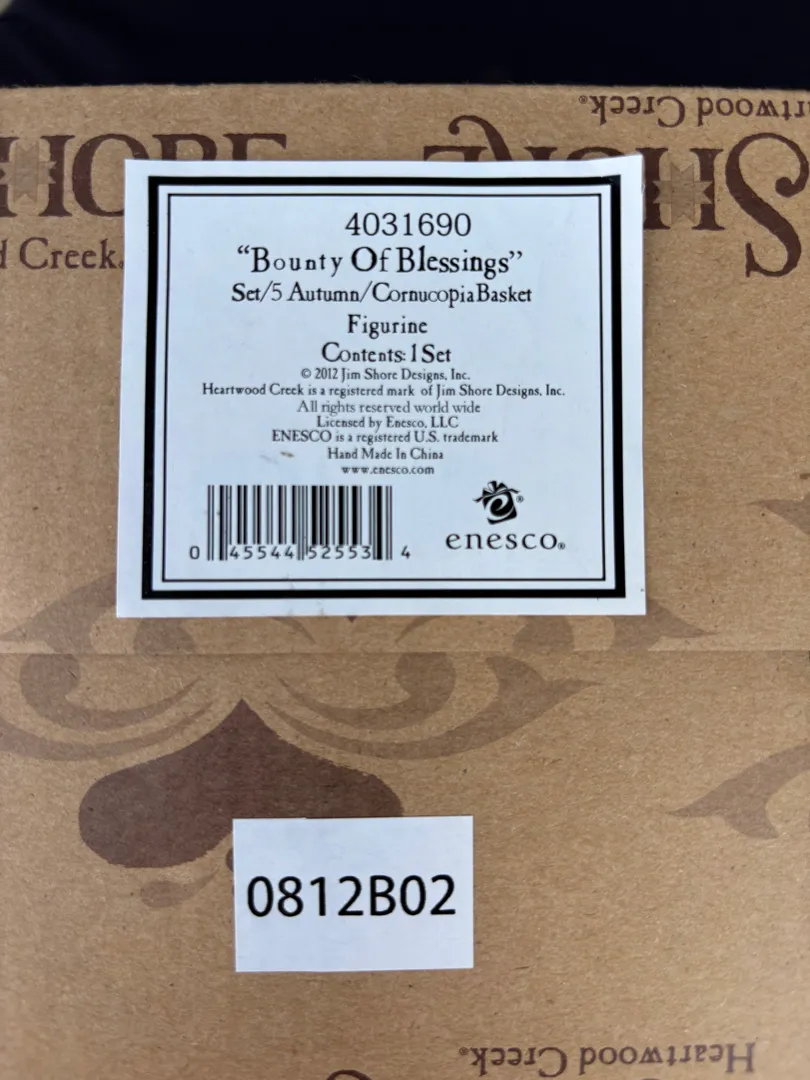 Heartwood Creek®
HORE SHORE
d Creek.
4031690
“Bounty Of Blessings”
Set/5 Autumn/Cornucopia Basket
Figurine
Contents: 1 Set
© 2012 Jim Shore Designs, Inc.
Heartwood Creek is a registered mark of Jim Shore Designs, Inc.
All rights reserved world wide
Licensed by Enesco, LLC
ENESCO is a registered U.S. trademark
Hand Made In China
www.enesco.com
0 45544 52553 4
enesco®
0812B02
Heartwood Creek®